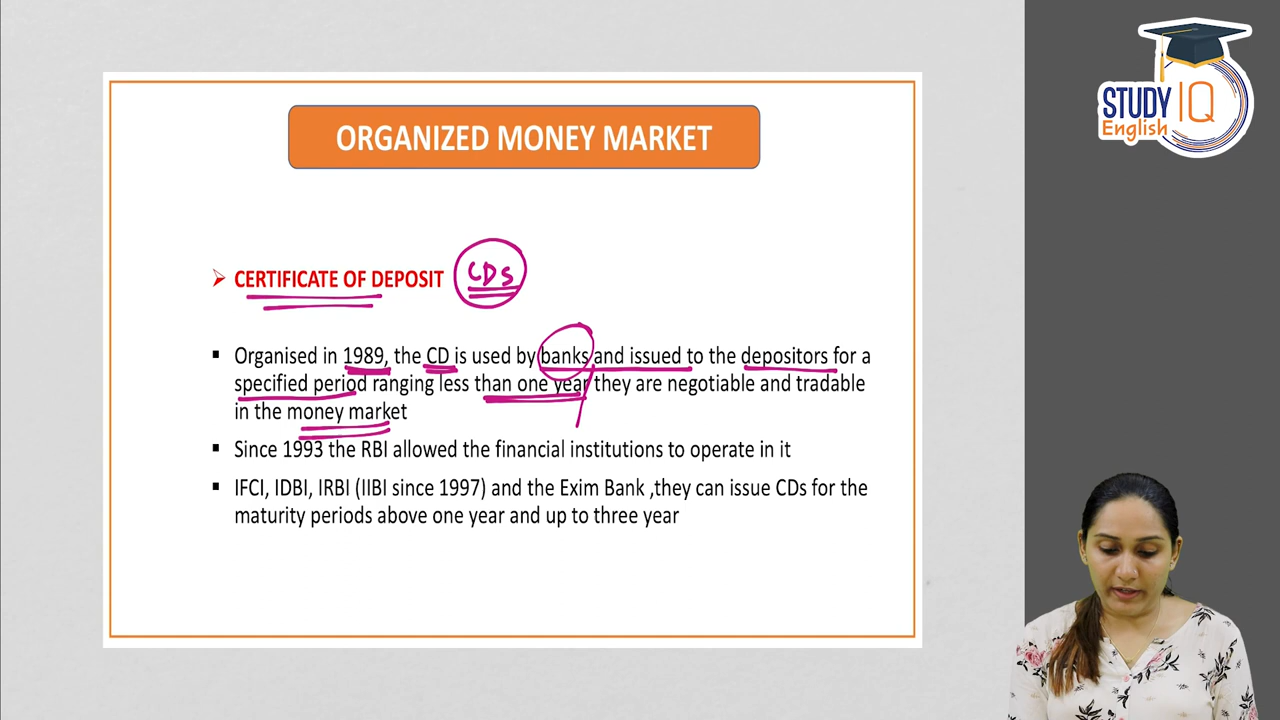 STUDY IQ
English
ORGANIZED MONEY MARKET
➢ CERTIFICATE OF DEPOSIT CDs
▪ Organised in 1989, the CD is used by banks and issued to the depositors for a
specified period ranging less than one year they are negotiable and tradable
in the money market
▪ Since 1993 the RBI allowed the financial institutions to operate in it
▪ IFCI, IDBI, IRBI (IIBI since 1997) and the Exim Bank ,they can issue CDs for the
maturity periods above one year and up to three year